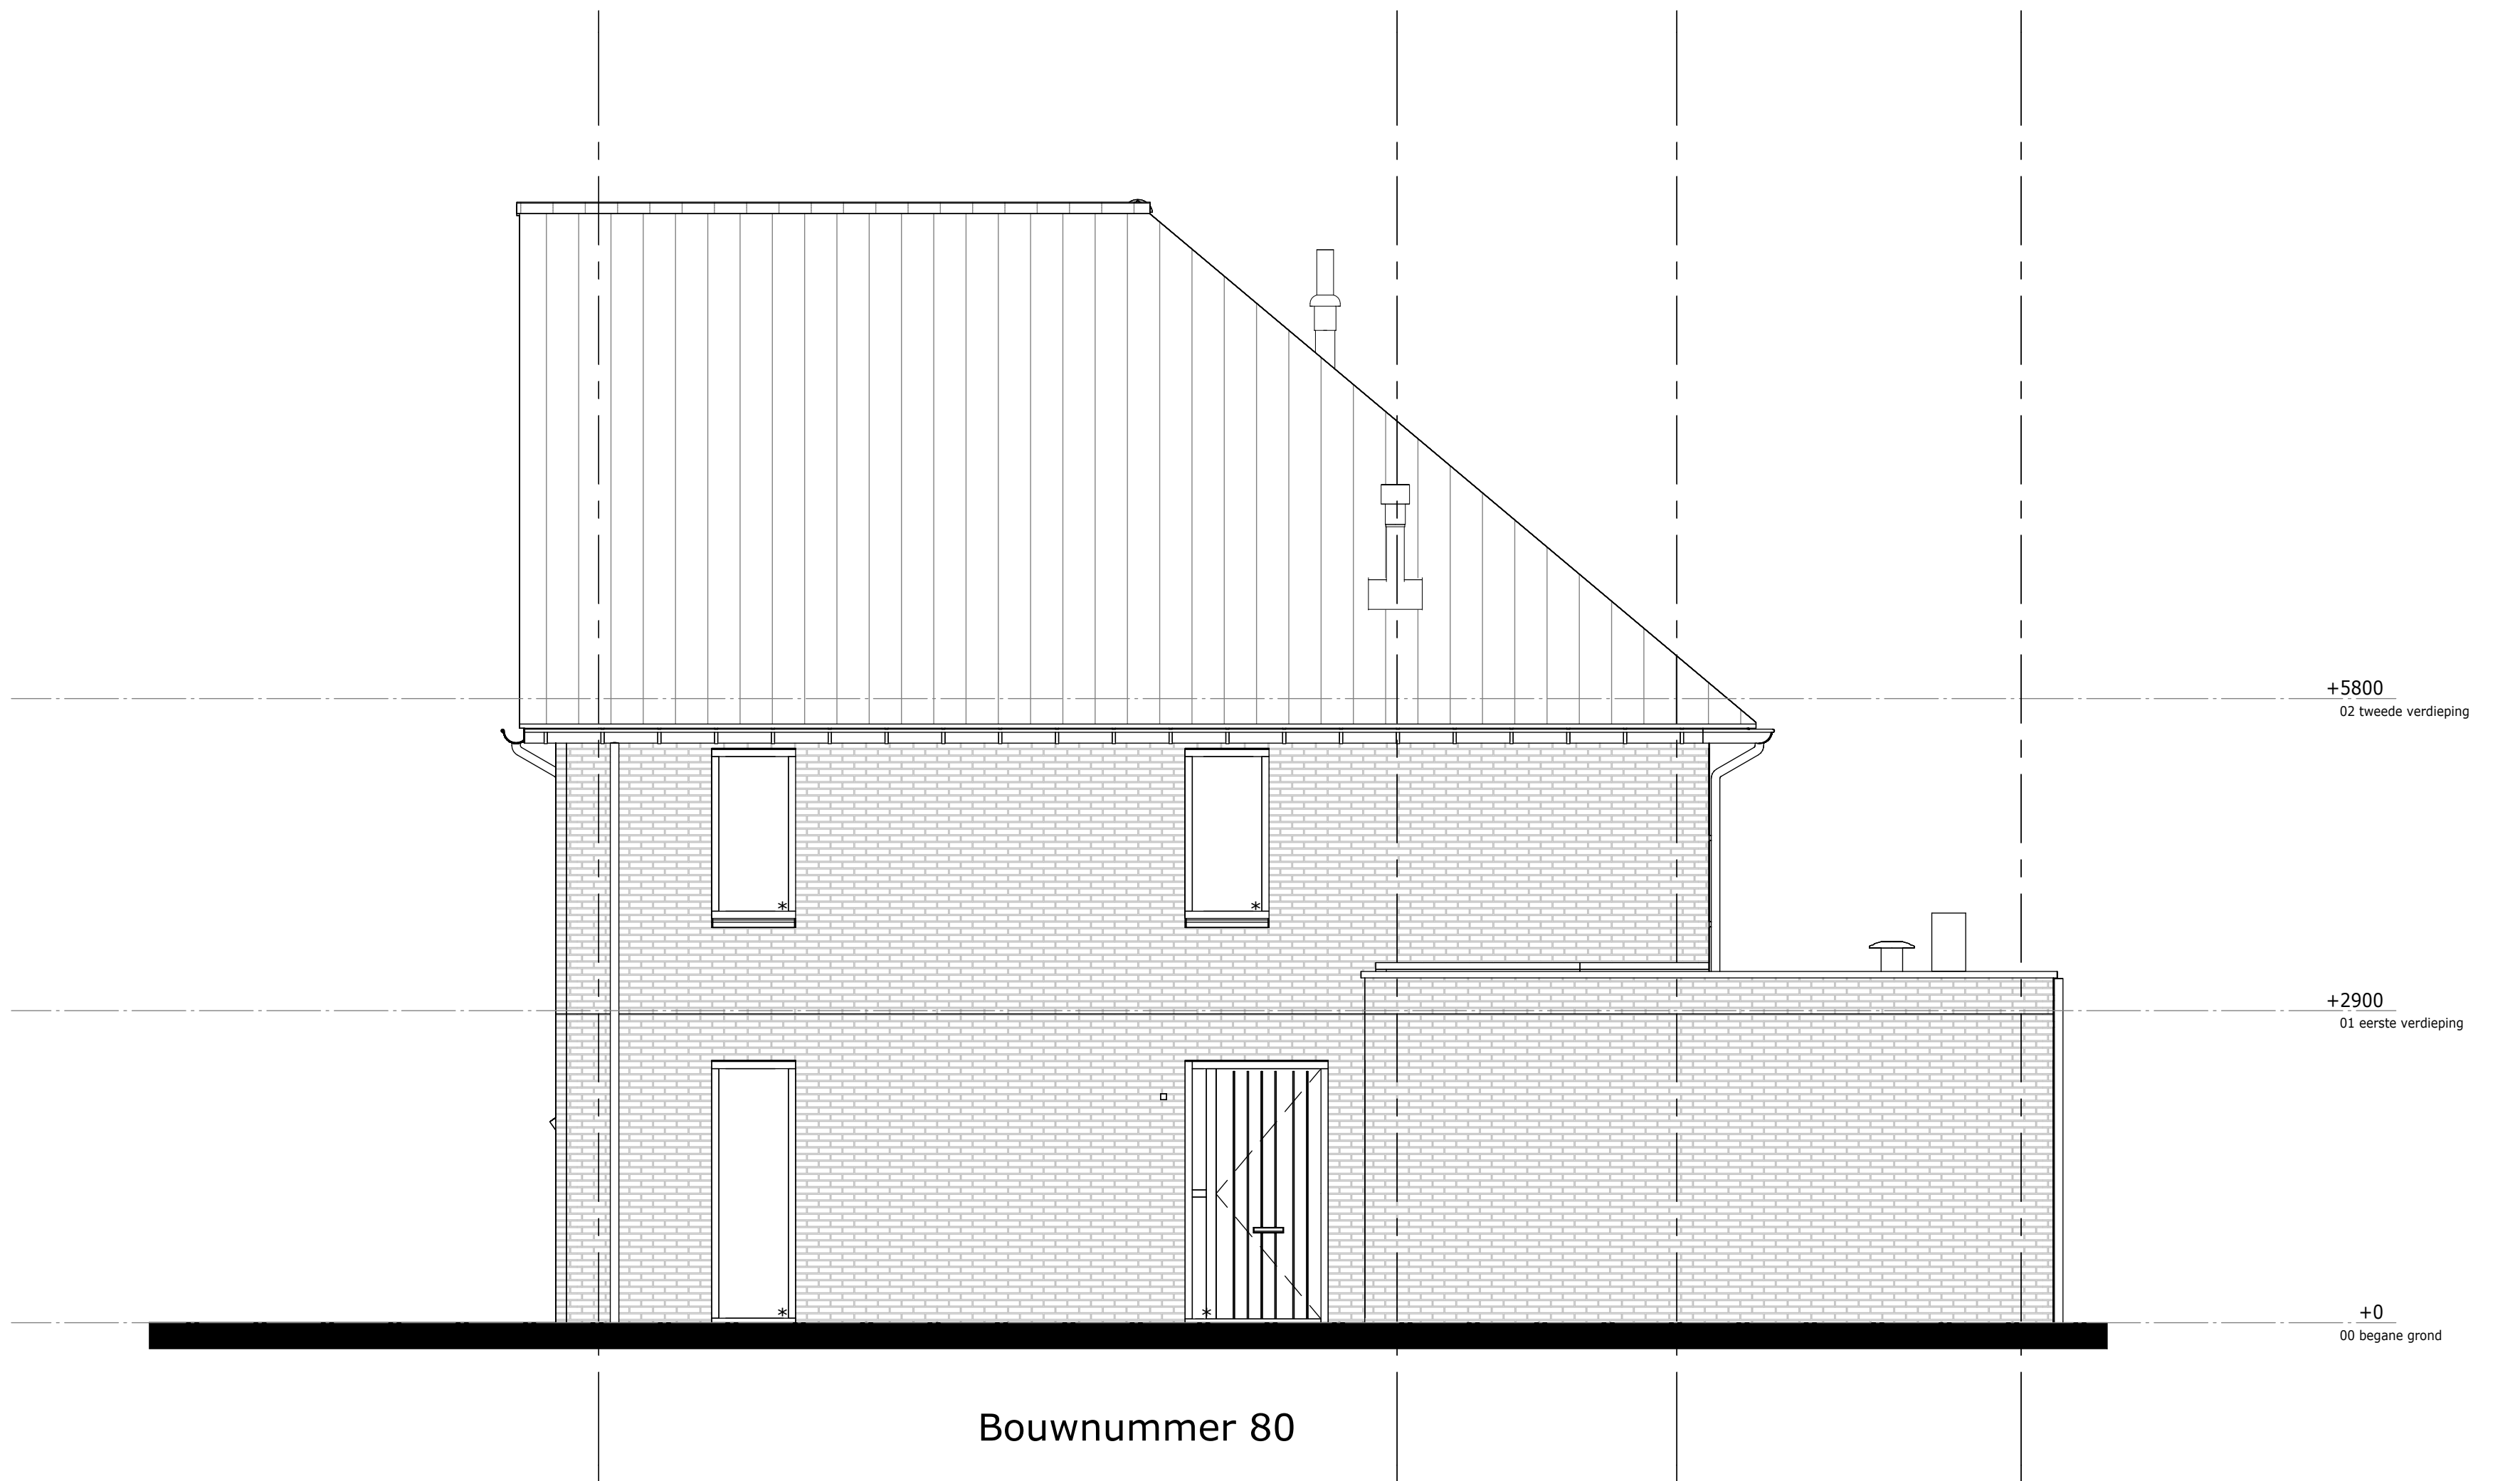 +5800
02 tweede verdieping
*
*
+2900
01 eerste verdieping
*
*
+0
00 begane grond
Bouwnummer 80